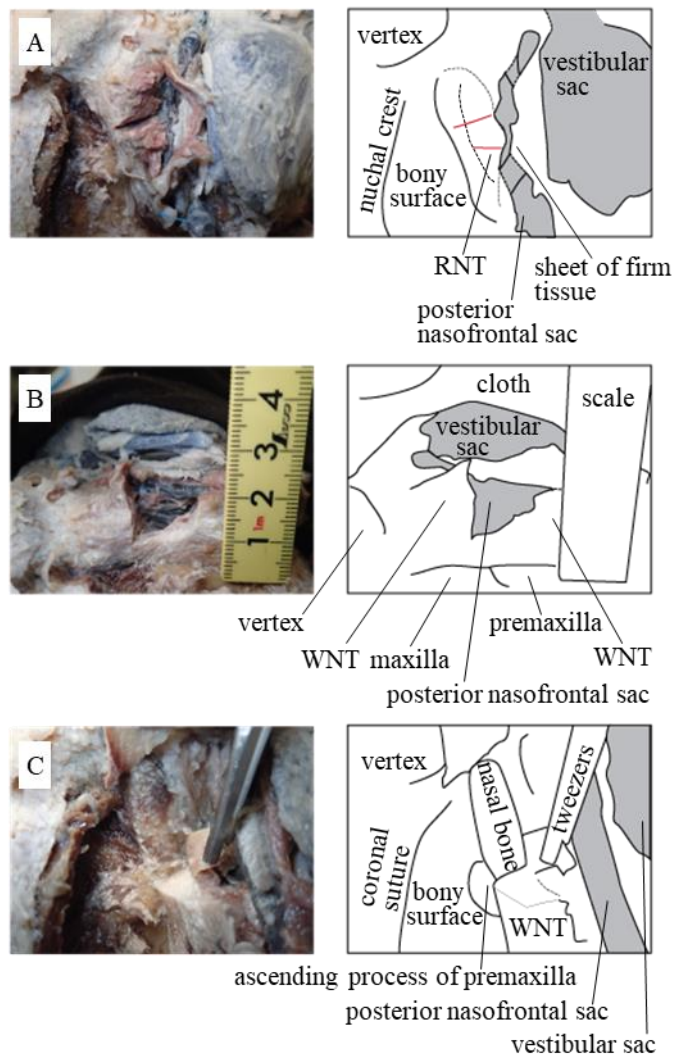 A
vertex
vestibular
sac
nuchal crest
bony
surface
RNT
sheet of firm
tissue
posterior
nasofrontal sac
B
4
3
2
1m
1
cloth
scale
vestibular
sac
vertex
premaxilla
WNT maxilla
WNT
posterior nasofrontal sac
C
vertex
nasal bone
tweezers
coronal
suture
bony
surface
WNT
ascending process of premaxilla
posterior nasofrontal sac
vestibular sac